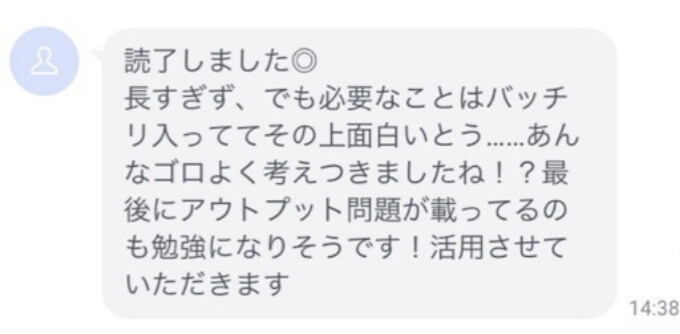 読了しました◎
長すぎず、でも必要なことはバッチ
リ入っててその上面白いとう……あん
なゴロよく考えつきましたね！？最
後にアウトプット問題が載ってるの
も勉強になりそうです！活用させて
いただきます
14:38